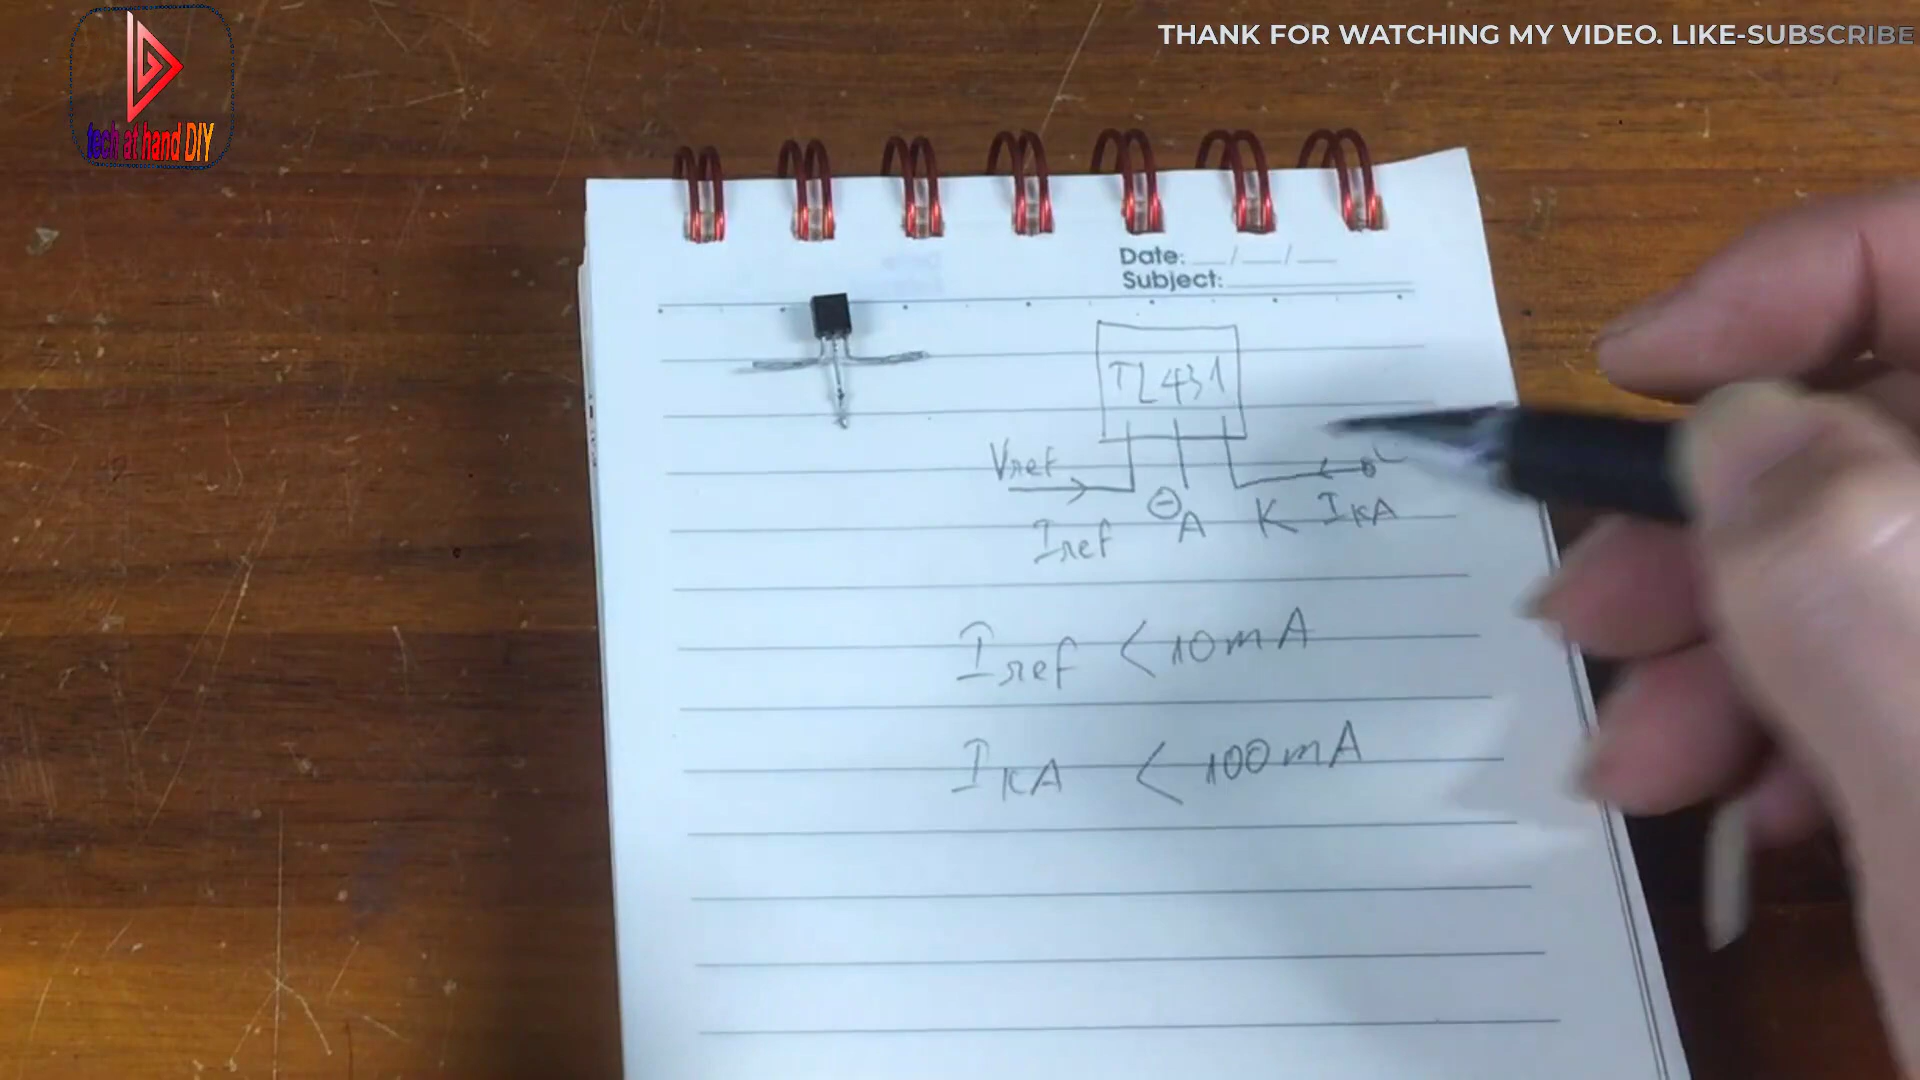 THANK FOR WATCHING MY VIDEO. LIKE-SUBSCRIBE
tech at hand DIY
Date: __/__/__
Subject:
TL431
Vref
Iref
⊖ A
K
IKA
Iref < 10mA
IKA < 100mA